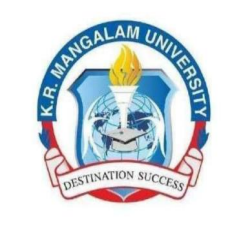 K.R. MANGALAM UNIVERSITY
DESTINATION SUCCESS